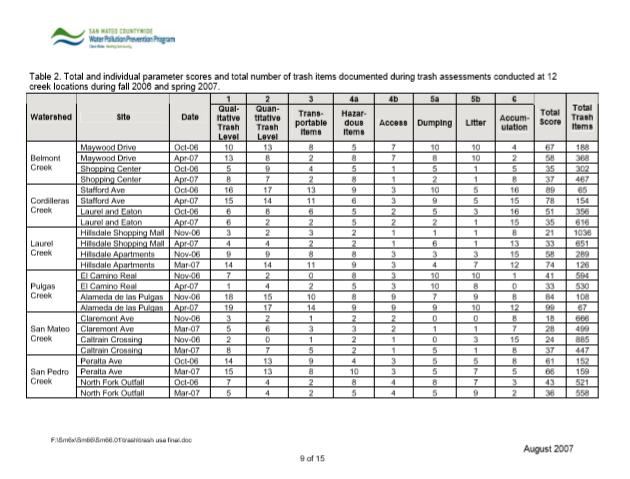 SAN MATEO COUNTYWIDE
Water Pollution Prevention Program
Clean Water. Healthy Community.
Table 2. Total and individual parameter scores and total number of trash items documented during trash assessments conducted at 12
creek locations during fall 2006 and spring 2007.
Watershed Site Date 1 Qual-itative Trash Level 2 Quan-titative Trash Level 3 Trans-portable Items 4a Hazar-dous Items 4b Access 5a Dumping 5b Litter 6 Accum-ulation Total Score Total Trash Items
Belmont Creek
Maywood Drive Oct-06 10 13 8 5 7 10 10 4 67 188
Maywood Drive Apr-07 13 8 2 8 7 8 10 2 58 368
Shopping Center Oct-06 5 9 4 5 1 5 1 5 35 302
Shopping Center Apr-07 8 7 2 8 1 2 1 8 37 467
Cordilleras Creek
Stafford Ave Oct-06 16 17 13 9 3 10 5 16 89 65
Stafford Ave Apr-07 15 14 11 6 3 9 5 15 78 154
Laurel and Eaton Oct-06 6 8 6 5 2 5 3 16 51 356
Laurel and Eaton Apr-07 6 2 2 5 2 2 1 15 35 616
Laurel Creek
Hillsdale Shopping Mall Nov-06 3 2 3 2 1 1 1 8 21 1036
Hillsdale Shopping Mall Apr-07 4 4 2 2 1 6 1 13 33 651
Hillsdale Apartments Nov-06 9 9 8 8 3 3 3 15 58 289
Hillsdale Apartments Mar-07 14 14 11 9 3 4 7 12 74 126
Pulgas Creek
El Camino Real Nov-06 7 2 0 8 3 10 10 1 41 594
El Camino Real Apr-07 1 4 2 5 3 10 8 0 33 530
Alameda de las Pulgas Nov-06 18 15 10 8 9 7 9 8 84 108
Alameda de las Pulgas Apr-07 19 17 14 9 9 9 10 12 99 67
San Mateo Creek
Claremont Ave Nov-06 3 2 1 2 2 0 0 8 18 666
Claremont Ave Mar-07 5 6 3 3 2 1 1 7 28 499
Caltrain Crossing Nov-06 2 0 1 2 1 0 3 15 24 885
Caltrain Crossing Mar-07 8 7 5 2 1 5 1 8 37 447
San Pedro Creek
Peralta Ave Oct-06 14 13 9 4 3 5 5 8 61 152
Peralta Ave Mar-07 15 13 8 10 3 5 7 5 66 159
North Fork Outfall Oct-06 7 4 2 8 4 8 7 3 43 521
North Fork Outfall Mar-07 5 4 2 5 4 5 9 2 36 558
August 2007
9 of 15